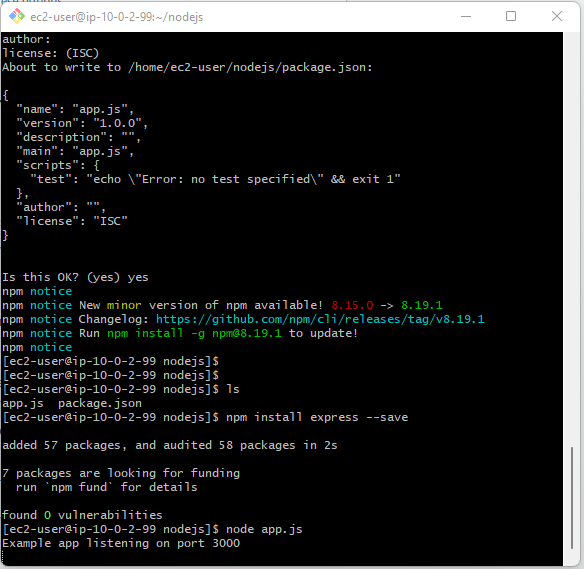 ec2-user@ip-10-0-2-99:~/nodejs
author:
license: (ISC)
About to write to /home/ec2-user/nodejs/package.json:
{
  "name": "app.js",
  "version": "1.0.0",
  "description": "",
  "main": "app.js",
  "scripts": {
    "test": "echo \"Error: no test specified\" && exit 1"
  },
  "author": "",
  "license": "ISC"
}
Is this OK? (yes) yes
npm notice
npm notice New minor version of npm available! 8.15.0 -> 8.19.1
npm notice Changelog: https://github.com/npm/cli/releases/tag/v8.19.1
npm notice Run npm install -g npm@8.19.1 to update!
npm notice
[ec2-user@ip-10-0-2-99 nodejs]$
[ec2-user@ip-10-0-2-99 nodejs]$
[ec2-user@ip-10-0-2-99 nodejs]$ ls
app.js  package.json
[ec2-user@ip-10-0-2-99 nodejs]$ npm install express --save
added 57 packages, and audited 58 packages in 2s
7 packages are looking for funding
  run `npm fund` for details
found 0 vulnerabilities
[ec2-user@ip-10-0-2-99 nodejs]$ node app.js
Example app listening on port 3000